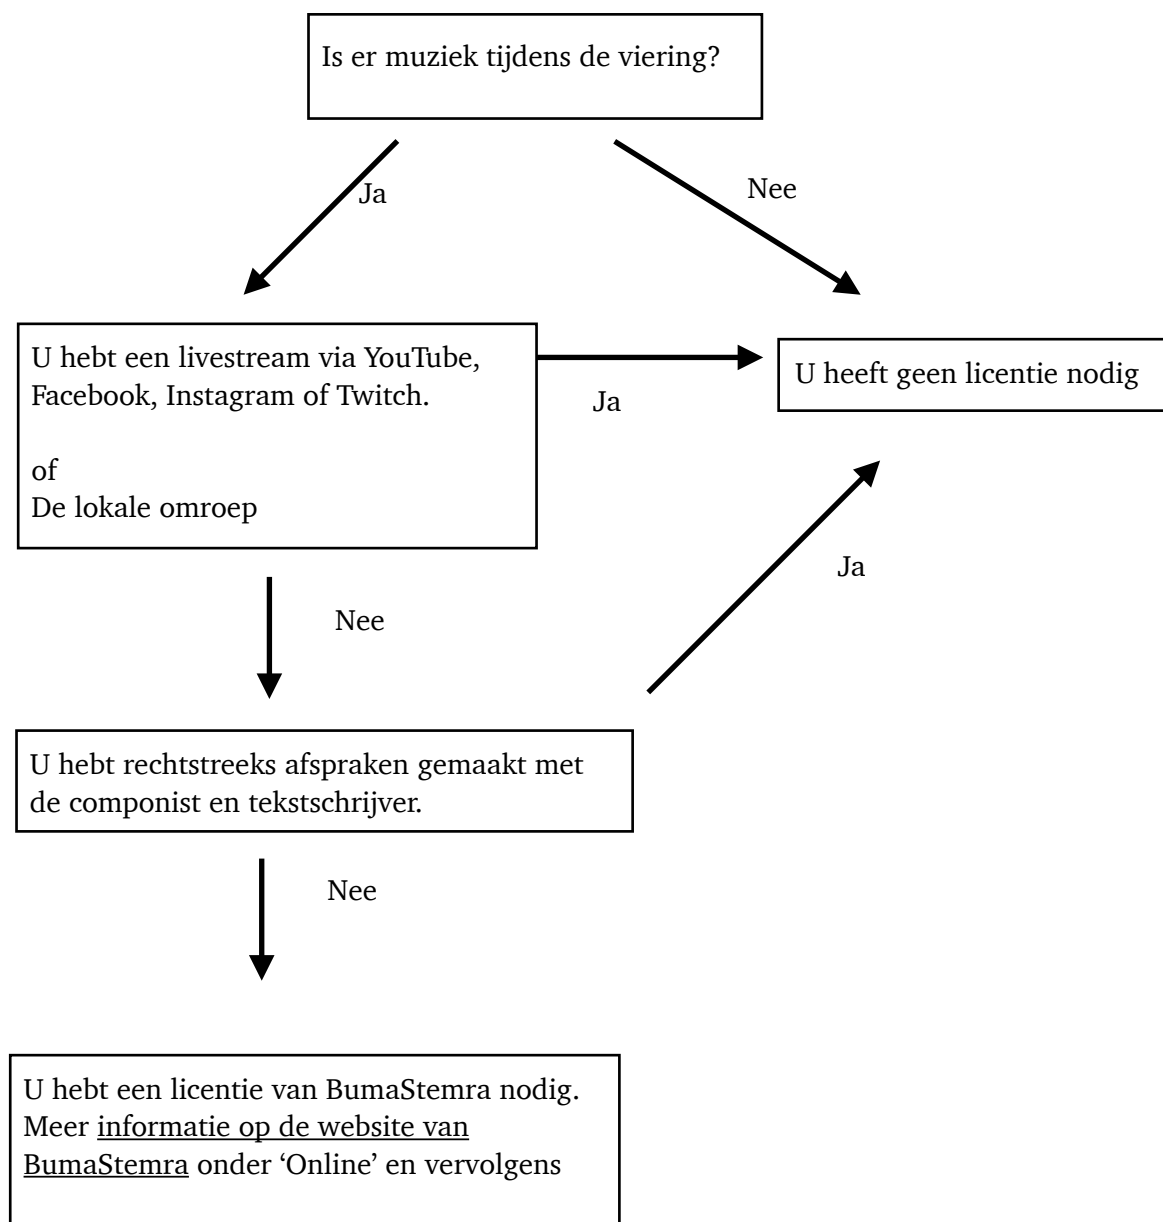 Is er muziek tijdens de viering?
Ja
Nee
U hebt een livestream via YouTube,
Facebook, Instagram of Twitch.
of
De lokale omroep
Ja
U heeft geen licentie nodig
Nee
Ja
U hebt rechtstreeks afspraken gemaakt met
de componist en tekstschrijver.
Nee
U hebt een licentie van BumaStemra nodig.
Meer informatie op de website van
BumaStemra onder ‘Online’ en vervolgens